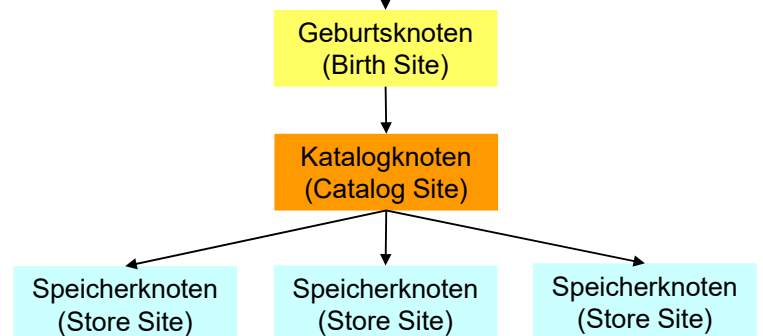 Geburtsknoten
(Birth Site)
Katalogknoten
(Catalog Site)
Speicherknoten
(Store Site)
Speicherknoten
(Store Site)
Speicherknoten
(Store Site)